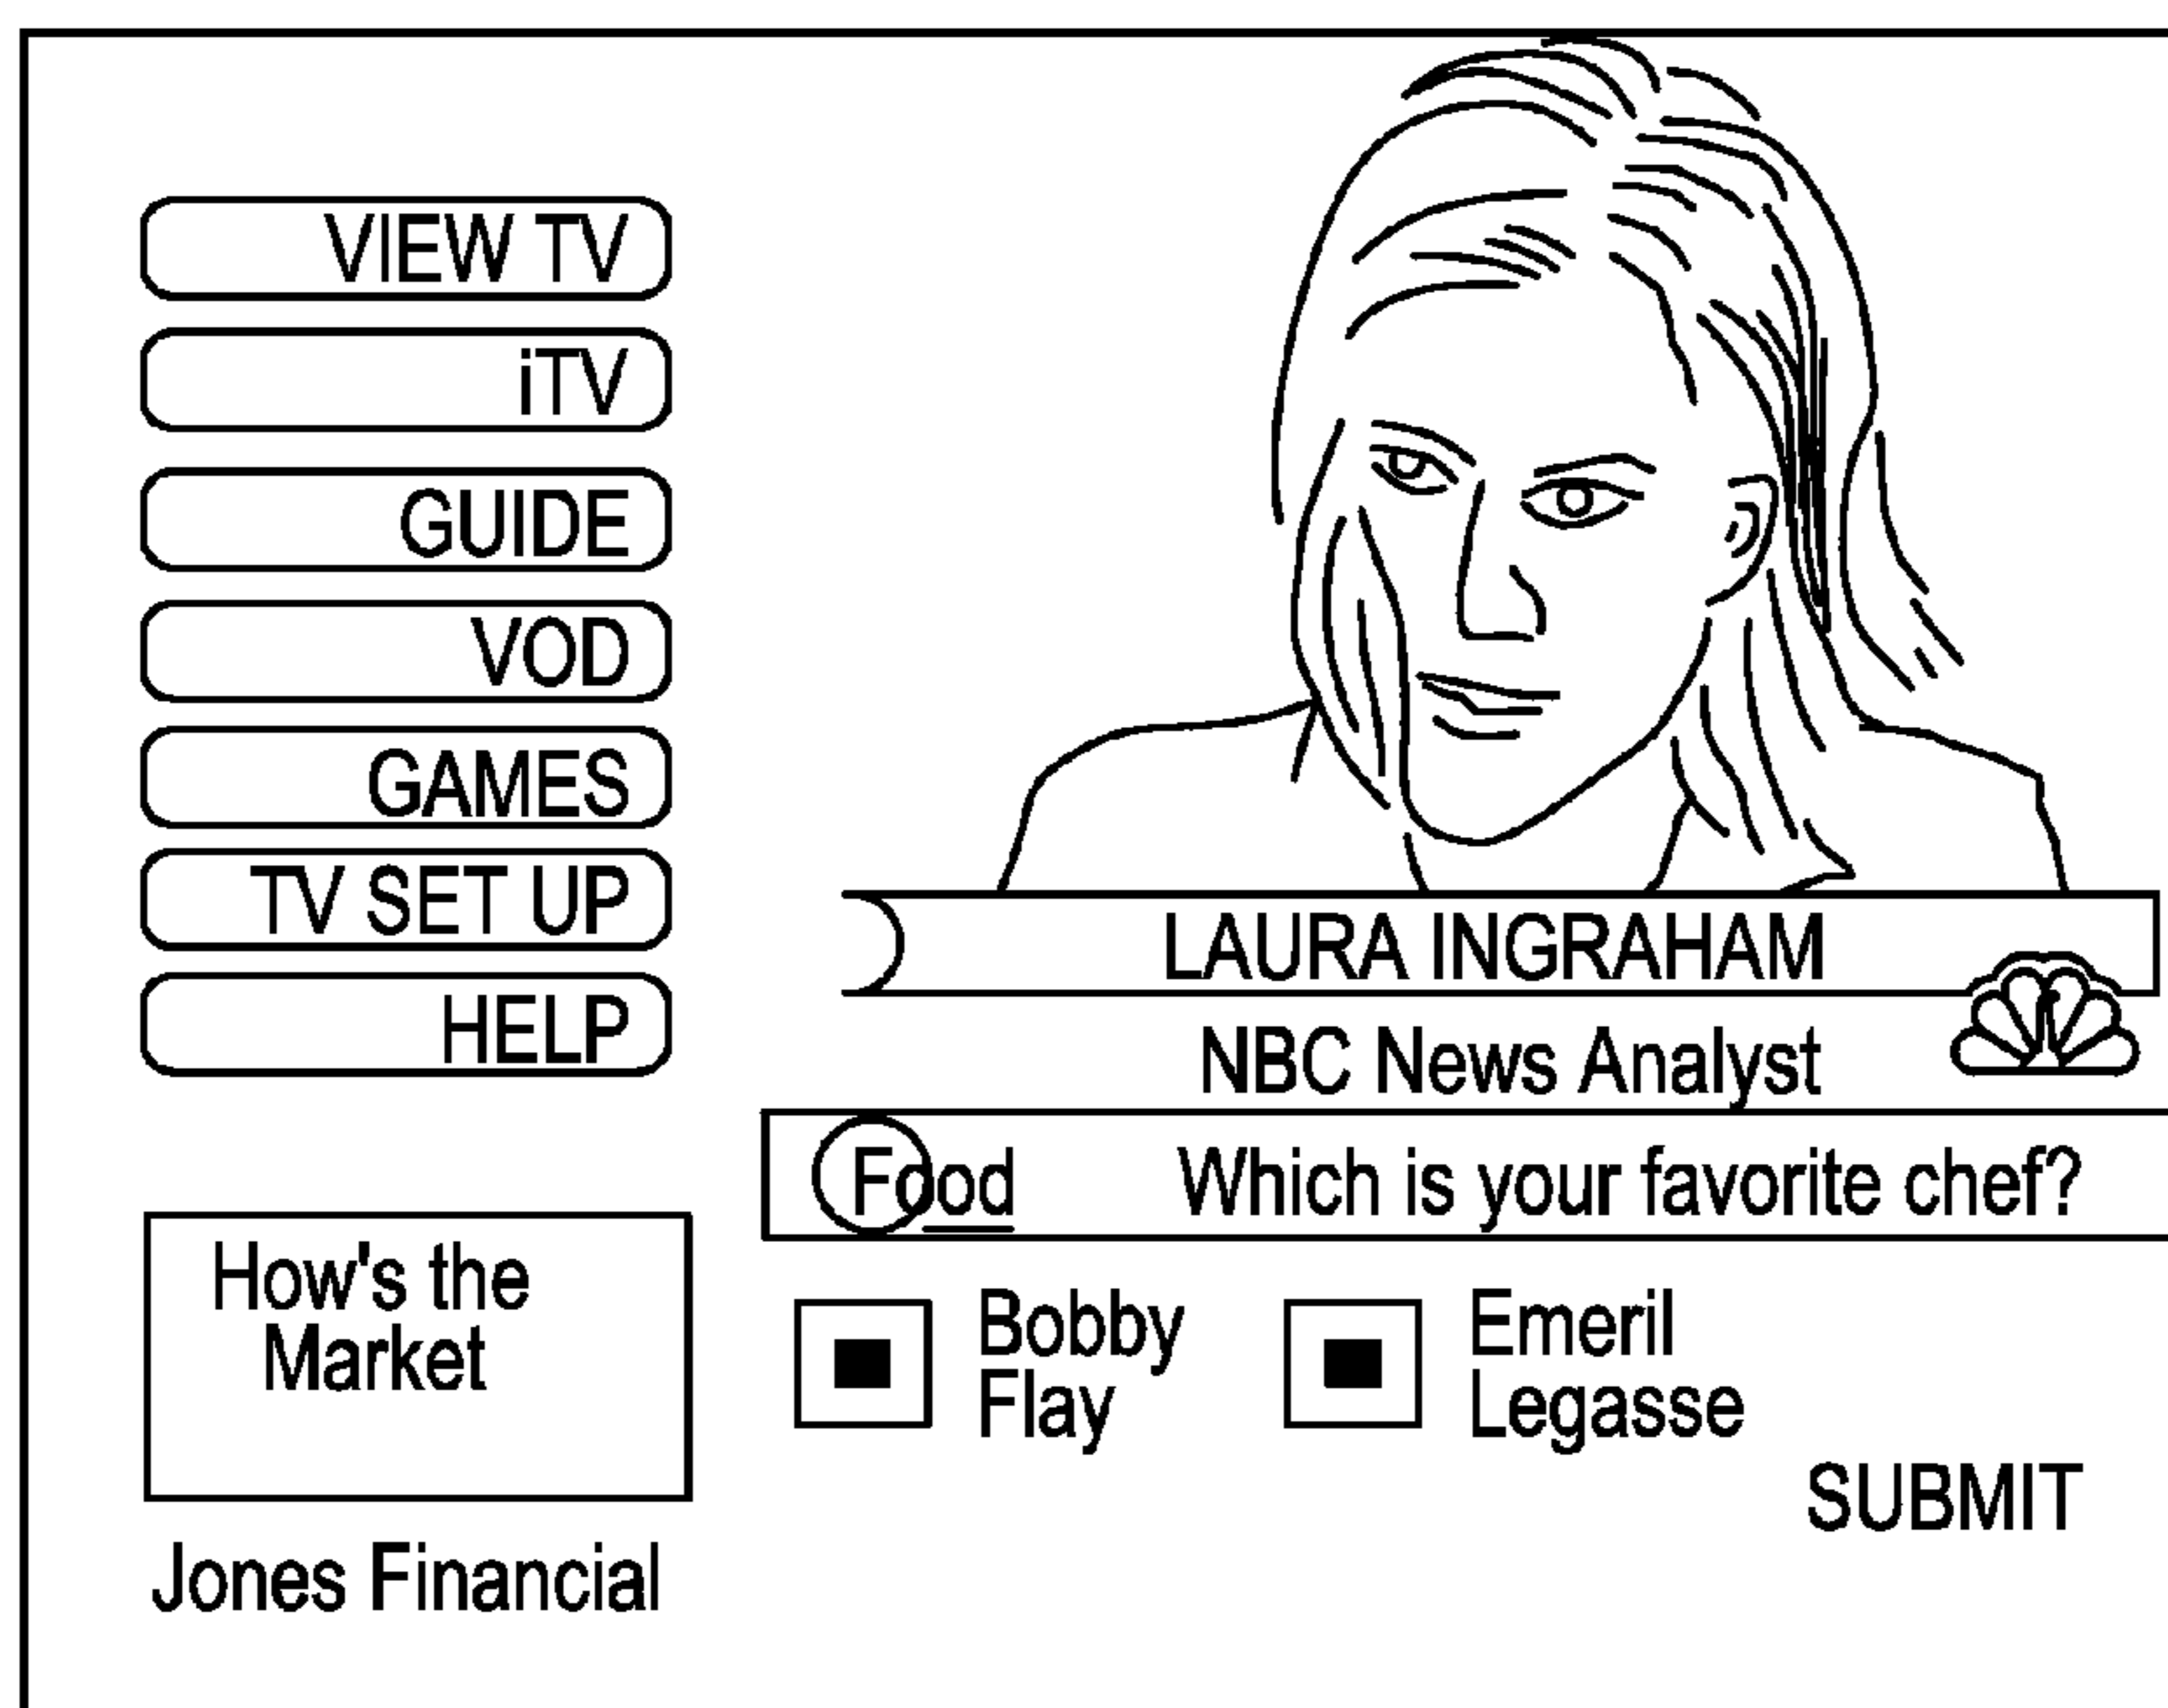 VIEW TV
iTV
GUIDE
VOD
GAMES
TV SET UP
HELP
LAURA INGRAHAM
NBC News Analyst
Food Which is your favorite chef?
Bobby
Flay
Emeril
Legasse
SUBMIT
How's the
Market
Jones Financial